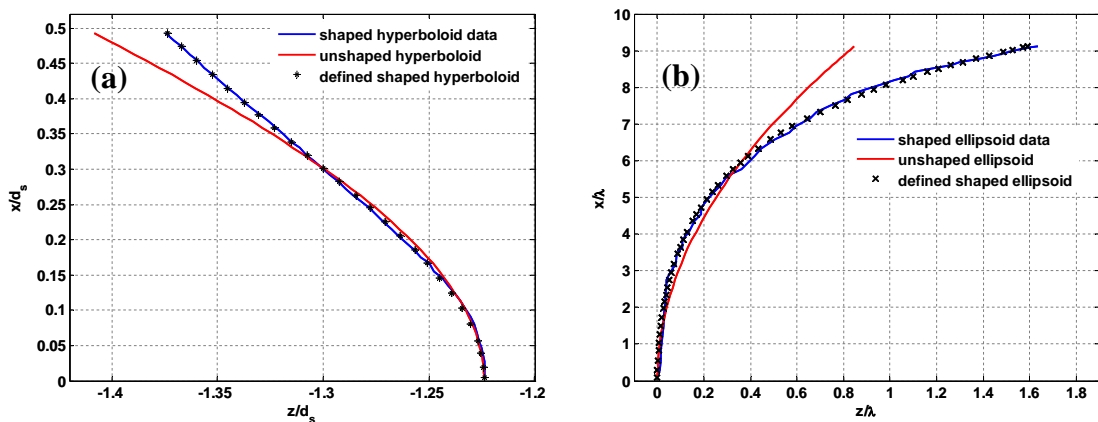 0.5
0.45
0.4
0.35
0.3
0.25
0.2
0.15
0.1
0.05
0
x/d_s
(a)
shaped hyperboloid data
unshaped hyperboloid
defined shaped hyperboloid
-1.4 -1.35 -1.3 -1.25 -1.2
z/d_s
10
9
8
7
6
5
4
3
2
1
0
x/λ
(b)
shaped ellipsoid data
unshaped ellipsoid
defined shaped ellipsoid
0 0.2 0.4 0.6 0.8 1 1.2 1.4 1.6 1.8
z/λ